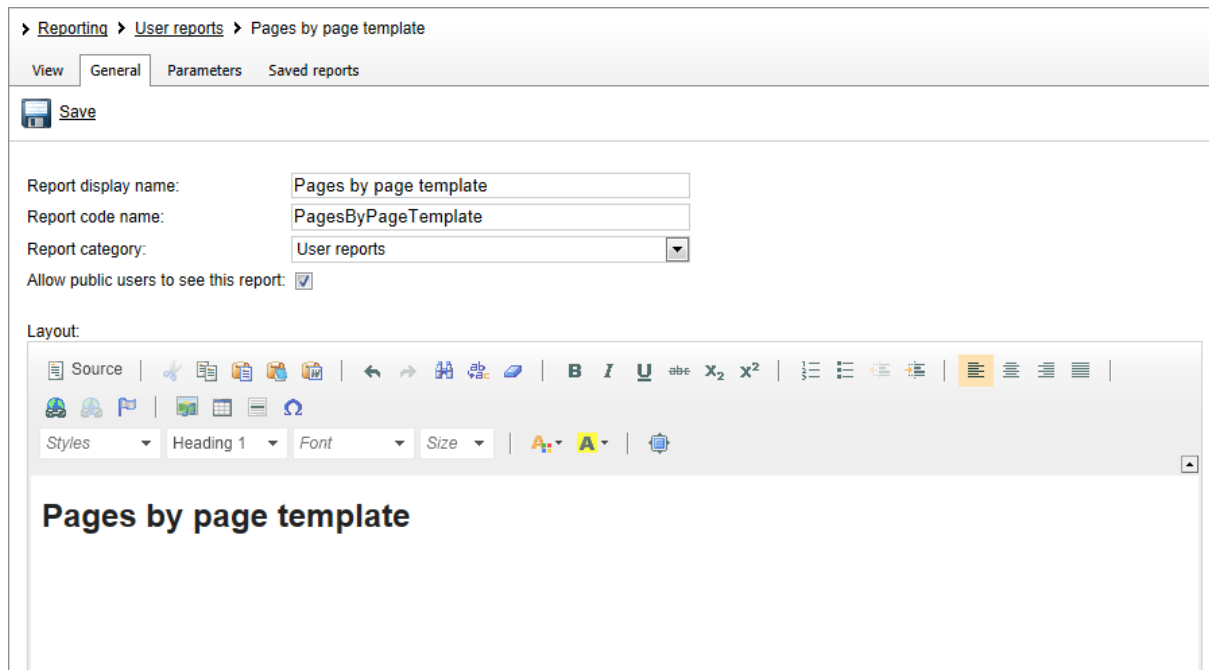 Reporting > User reports > Pages by page template
View General Parameters Saved reports
Save
Report display name: Pages by page template
Report code name: PagesByPageTemplate
Report category: User reports
Allow public users to see this report:
Layout:
Source B I U abc X₂ X²
Styles Heading 1 Font Size A A
Pages by page template